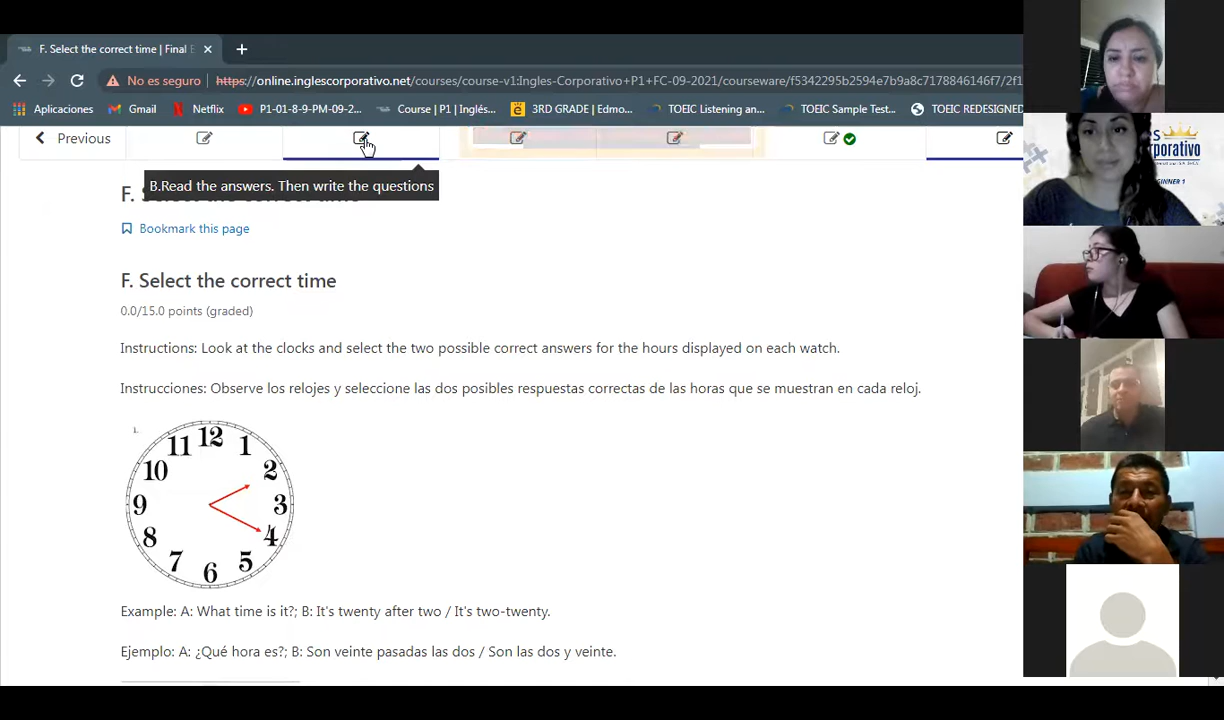 F. Select the correct time | Final E
No es seguro | https://online.inglescorporativo.net/courses/course-v1:Ingles-Corporativo+P1+FC-09-2021/courseware/f5342295b2594e7b9a8c7178846146f7/2f1
Aplicaciones Gmail Netflix P1-01-8-9-PM-09-2... Course | P1 | Inglés... 3RD GRADE | Edmo... TOEIC Listening an... TOEIC Sample Test... TOEIC REDESIGNED
Previous
B.Read the answers. Then write the questions
F. Select the correct time
Bookmark this page
F. Select the correct time
0.0/15.0 points (graded)
Instructions: Look at the clocks and select the two possible correct answers for the hours displayed on each watch.
Instrucciones: Observe los relojes y seleccione las dos posibles respuestas correctas de las horas que se muestran en cada reloj.
1.
12
11 1
10 2
9 3
8 4
7 5
6
Example: A: What time is it?; B: It's twenty after two / It's two-twenty.
Ejemplo: A: ¿Qué hora es?; B: Son veinte pasadas las dos / Son las dos y veinte.